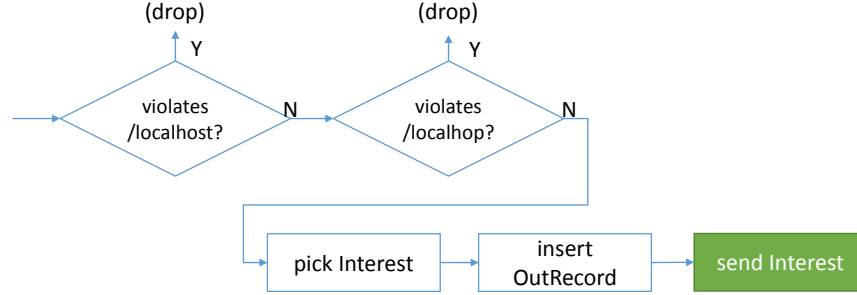 (drop)
(drop)
Y
Y
violates
/localhost?
N
violates
/localhop?
N
pick Interest
insert
OutRecord
send Interest